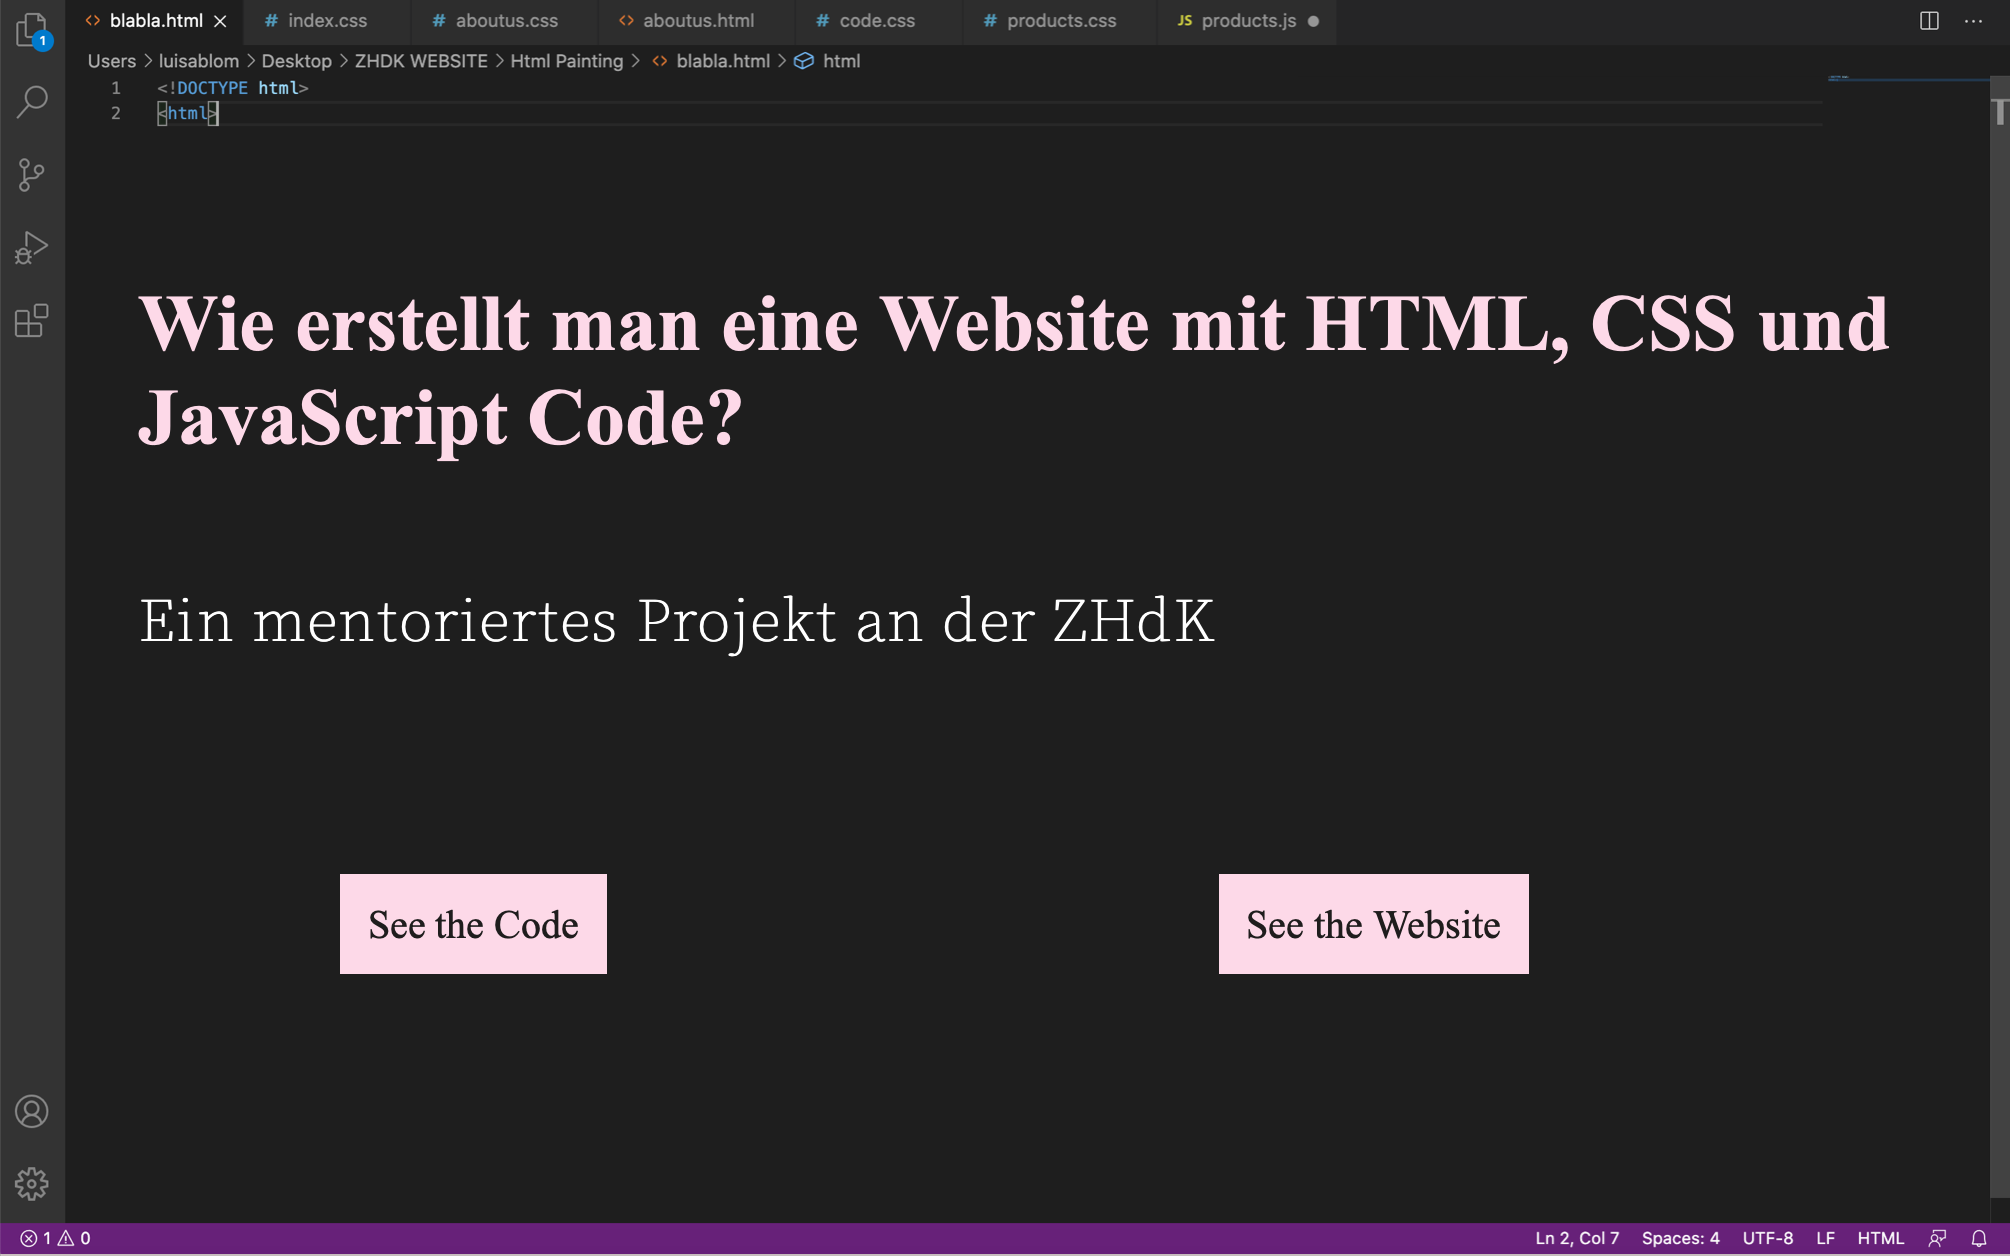 blabla.html index.css aboutus.css aboutus.html code.css products.css JS products.js
1
Users > luisablom > Desktop > ZHDK WEBSITE > Html Painting > blabla.html > html
1 <!DOCTYPE html>
2 <html>
Wie erstellt man eine Website mit HTML, CSS und
JavaScript Code?
Ein mentoriertes Projekt an der ZHdK
See the Code
See the Website
1 0 Ln 2, Col 7 Spaces: 4 UTF-8 LF HTML